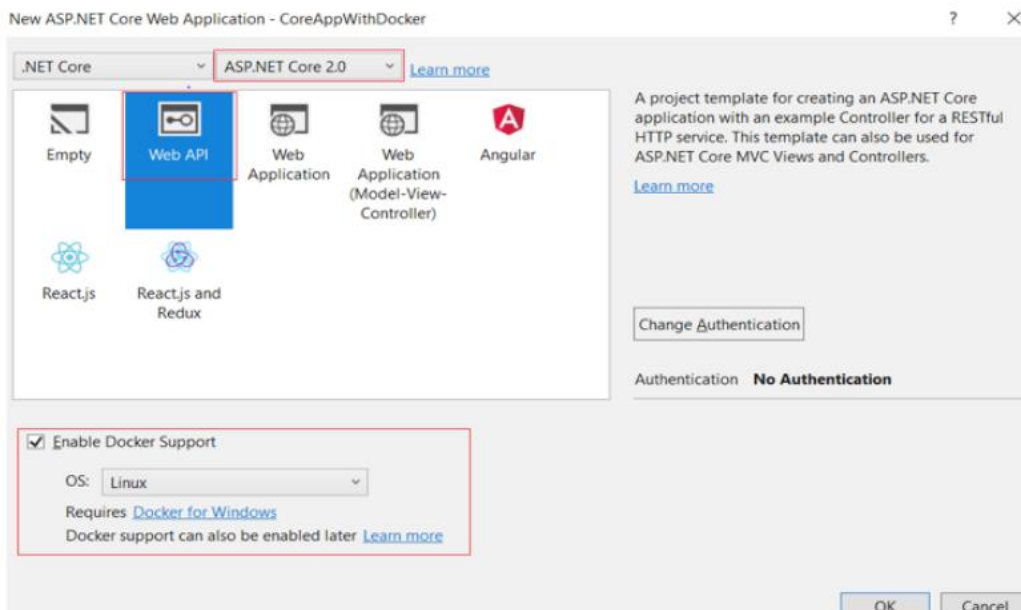 New ASP.NET Core Web Application - CoreAppWithDocker
? X
.NET Core
ASP.NET Core 2.0
Learn more
Empty
Web API
Web
Application
Web
Application
(Model-View-
Controller)
Angular
React.js
React.js and
Redux
A project template for creating an ASP.NET Core
application with an example Controller for a RESTful
HTTP service. This template can also be used for
ASP.NET Core MVC Views and Controllers.
Learn more
Change Authentication
Authentication No Authentication
Enable Docker Support
OS: Linux
Requires Docker for Windows
Docker support can also be enabled later Learn more
OK
Cancel